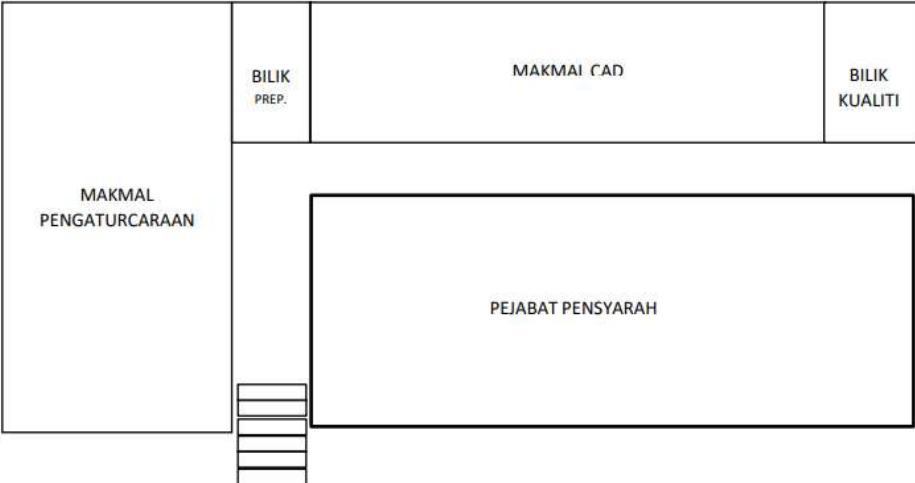 BILIK
PREP.
MAKMAL CAD
BILIK
KUALITI
MAKMAL
PENGATURCARAAN
PEJABAT PENSYARAH